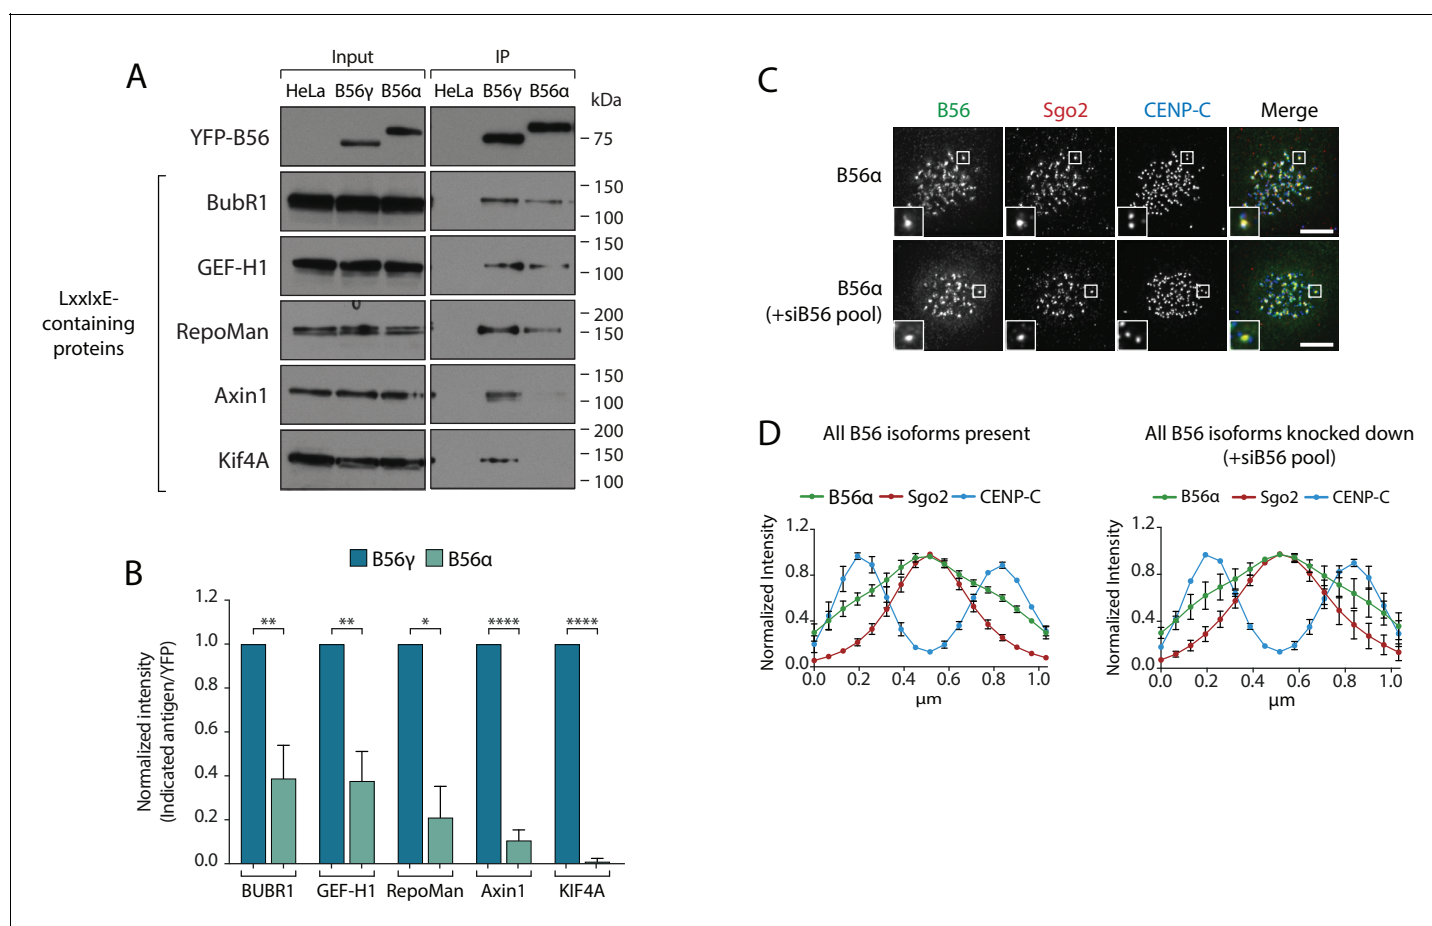 A
Input
IP
HeLa B56γ B56α
HeLa B56γ B56α
kDa
YFP-B56
75
LxxIxE-
containing
proteins
BubR1
150
100
GEF-H1
150
100
RepoMan
200
150
Axin1
150
100
Kif4A
200
150
100
B
B56γ
B56α
Normalized intensity
(Indicated antigen/YFP)
1.2
1.0
0.8
0.6
0.4
0.2
0.0
**
**
*
****
****
BUBR1
GEF-H1
RepoMan
Axin1
KIF4A
C
B56
Sgo2
CENP-C
Merge
B56α
B56α
(+siB56 pool)
D
All B56 isoforms present
B56α
Sgo2
CENP-C
Normalized Intensity
1.2
0.8
0.4
0.0
0.0
0.2
0.4
0.6
0.8
1.0
µm
All B56 isoforms knocked down
(+siB56 pool)
B56α
Sgo2
CENP-C
Normalized Intensity
1.2
0.8
0.4
0.0
0.0
0.2
0.4
0.6
0.8
1.0
µm